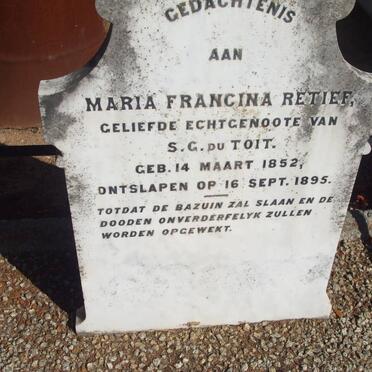 GEDACHTENIS
AAN
MARIA FRANCINA RETIEF,
GELIEFDE ECHTGENOOTE VAN
S.G. DU TOIT.
GEB. 14 MAART 1852,
ONTSLAPEN OP 16 SEPT. 1895.
TOTDAT DE BAZUIN ZAL SLAAN EN DE
DOODEN ONVERDERFELYK ZULLEN
WORDEN OPGEWEKT.